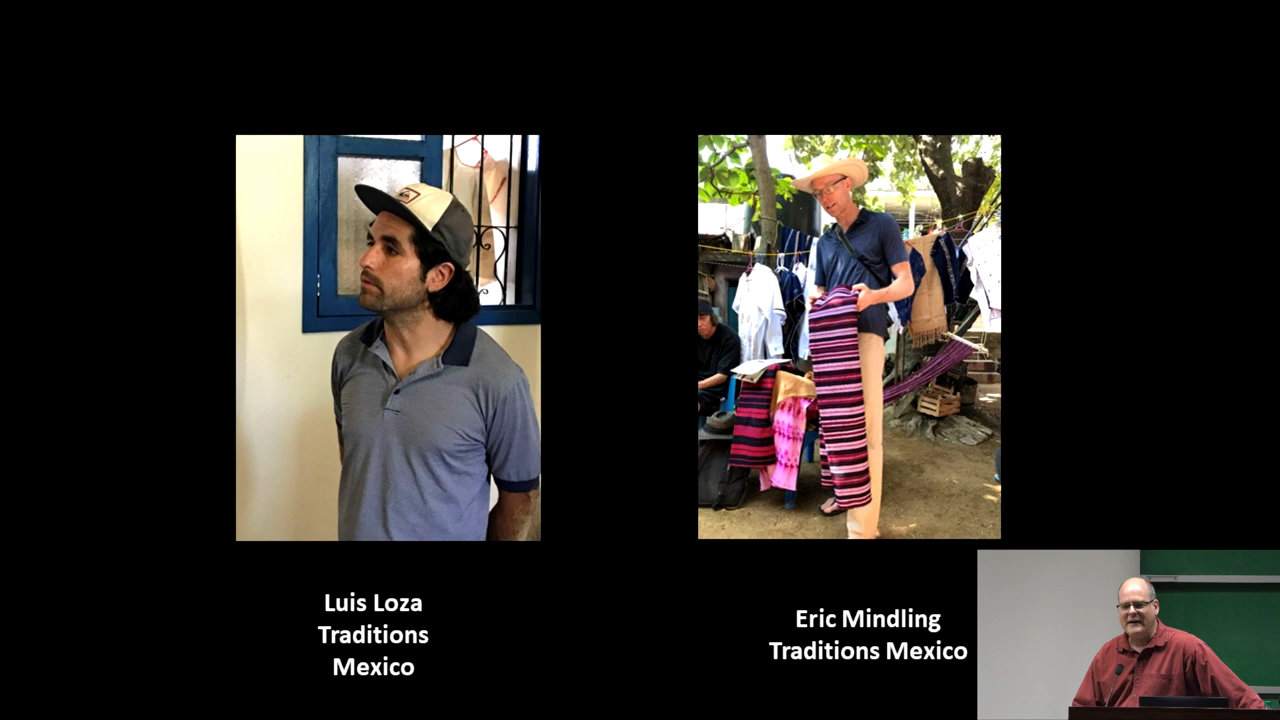 Luis Loza
Traditions
Mexico
Eric Mindling
Traditions Mexico